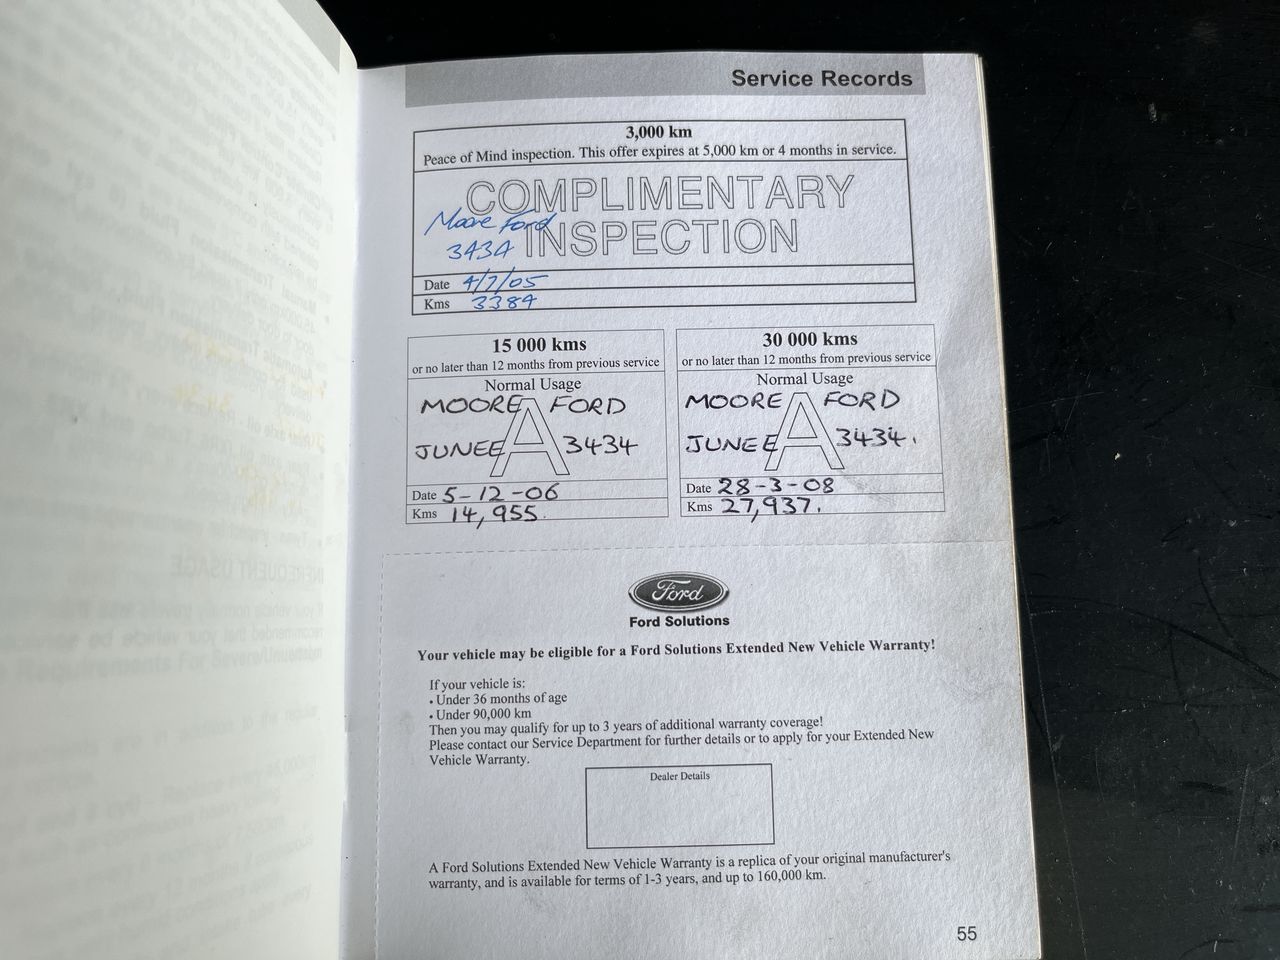 Service Records
3,000 km
Peace of Mind inspection. This offer expires at 5,000 km or 4 months in service.
COMPLIMENTARY
INSPECTION
Moore Ford
3434
Date 4/7/05
Kms 3384
15 000 kms
or no later than 12 months from previous service
Normal Usage
A
MOORE FORD
JUNEE 3434
Date 5-12-06
Kms 14,955.
30 000 kms
or no later than 12 months from previous service
Normal Usage
A
MOORE FORD
JUNEE 3434.
Date 28-3-08
Kms 27,937.
Ford
Ford Solutions
Your vehicle may be eligible for a Ford Solutions Extended New Vehicle Warranty!
If your vehicle is:
• Under 36 months of age
• Under 90,000 km
Then you may qualify for up to 3 years of additional warranty coverage!
Please contact our Service Department for further details or to apply for your Extended New
Vehicle Warranty.
Dealer Details
A Ford Solutions Extended New Vehicle Warranty is a replica of your original manufacturer's
warranty, and is available for terms of 1-3 years, and up to 160,000 km.
55